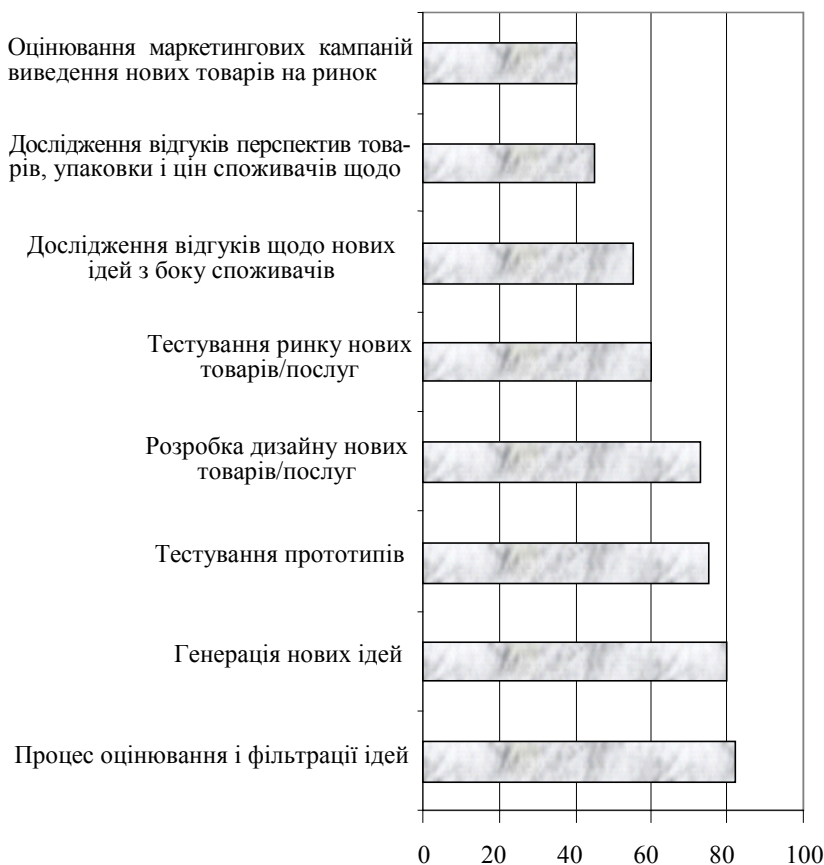 Оцінювання маркетингових кампаній
виведення нових товарів на ринок
Дослідження відгуків перспектив това-
рів, упаковки і цін споживачів щодо
Дослідження відгуків щодо нових
ідей з боку споживачів
Тестування ринку нових
товарів/послуг
Розробка дизайну нових
товарів/послуг
Тестування прототипів
Генерація нових ідей
Процес оцінювання і фільтрації ідей
0 20 40 60 80 100